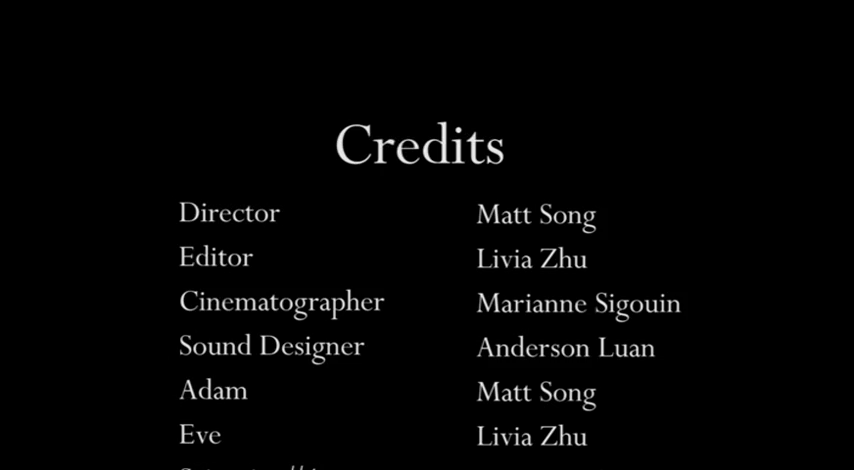 Credits
Director Matt Song
Editor Livia Zhu
Cinematographer Marianne Sigouin
Sound Designer Anderson Luan
Adam Matt Song
Eve Livia Zhu